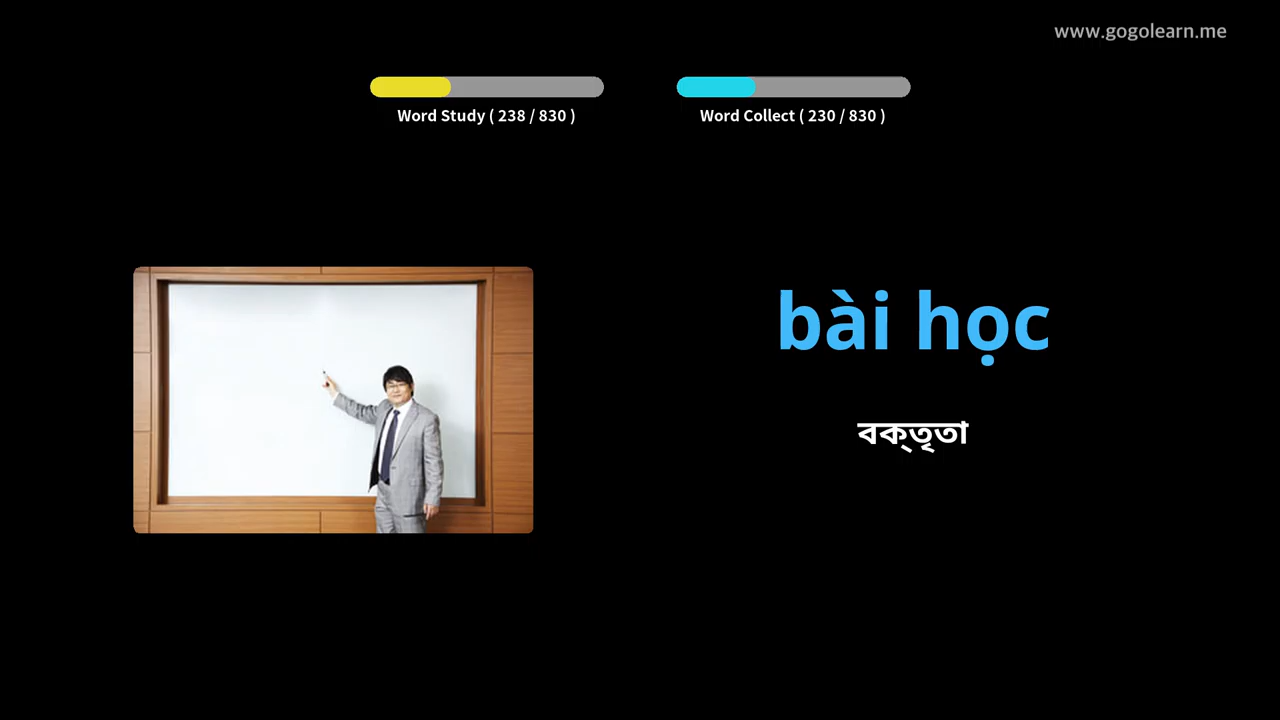 www.gogolearn.me
Word Study ( 238 / 830 )
Word Collect ( 230 / 830 )
bài học
বক্তৃতা